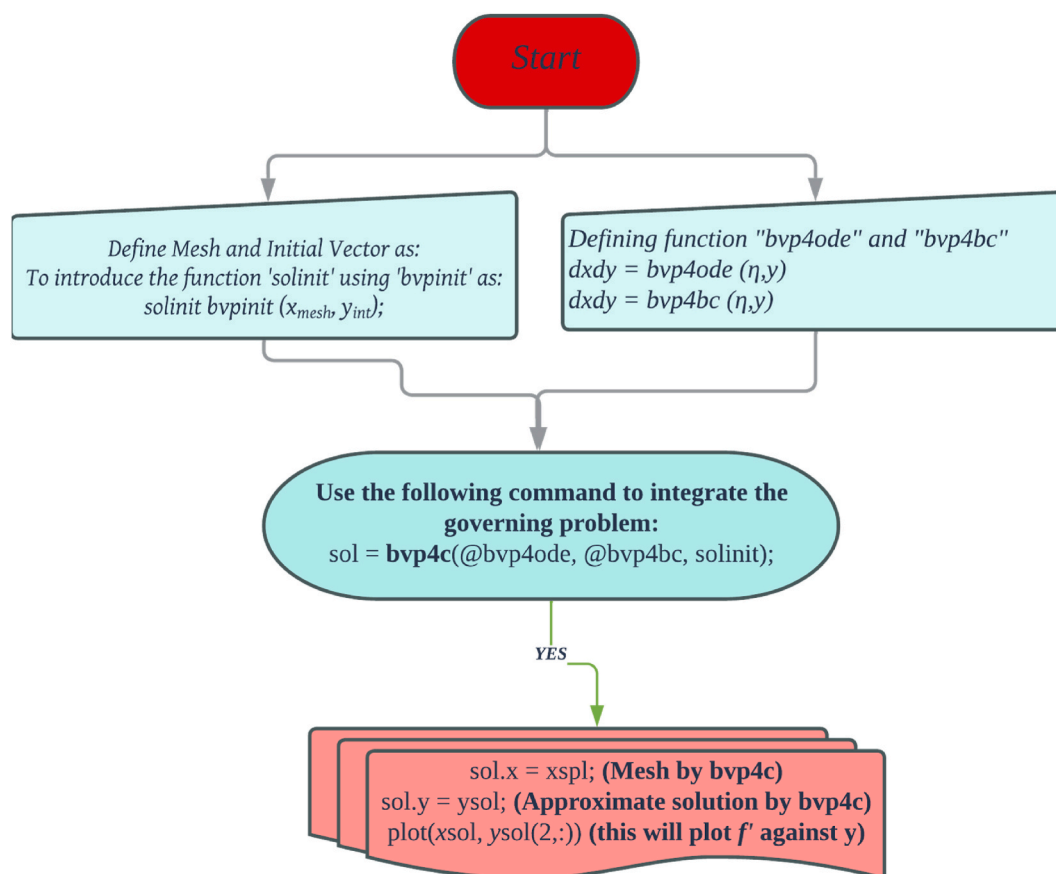 Start
Define Mesh and Initial Vector as:
To introduce the function 'solinit' using 'bvpinit' as:
solinit bvpinit (xmesh, yint);
Defining function "bvp4ode" and "bvp4bc"
dxdy = bvp4ode (η,y)
dxdy = bvp4bc (η,y)
Use the following command to integrate the
governing problem:
sol = bvp4c(@bvp4ode, @bvp4bc, solinit);
YES
sol.x = xspl; (Mesh by bvp4c)
sol.y = ysol; (Approximate solution by bvp4c)
plot(xsol, ysol(2,:)) (this will plot f' against y)